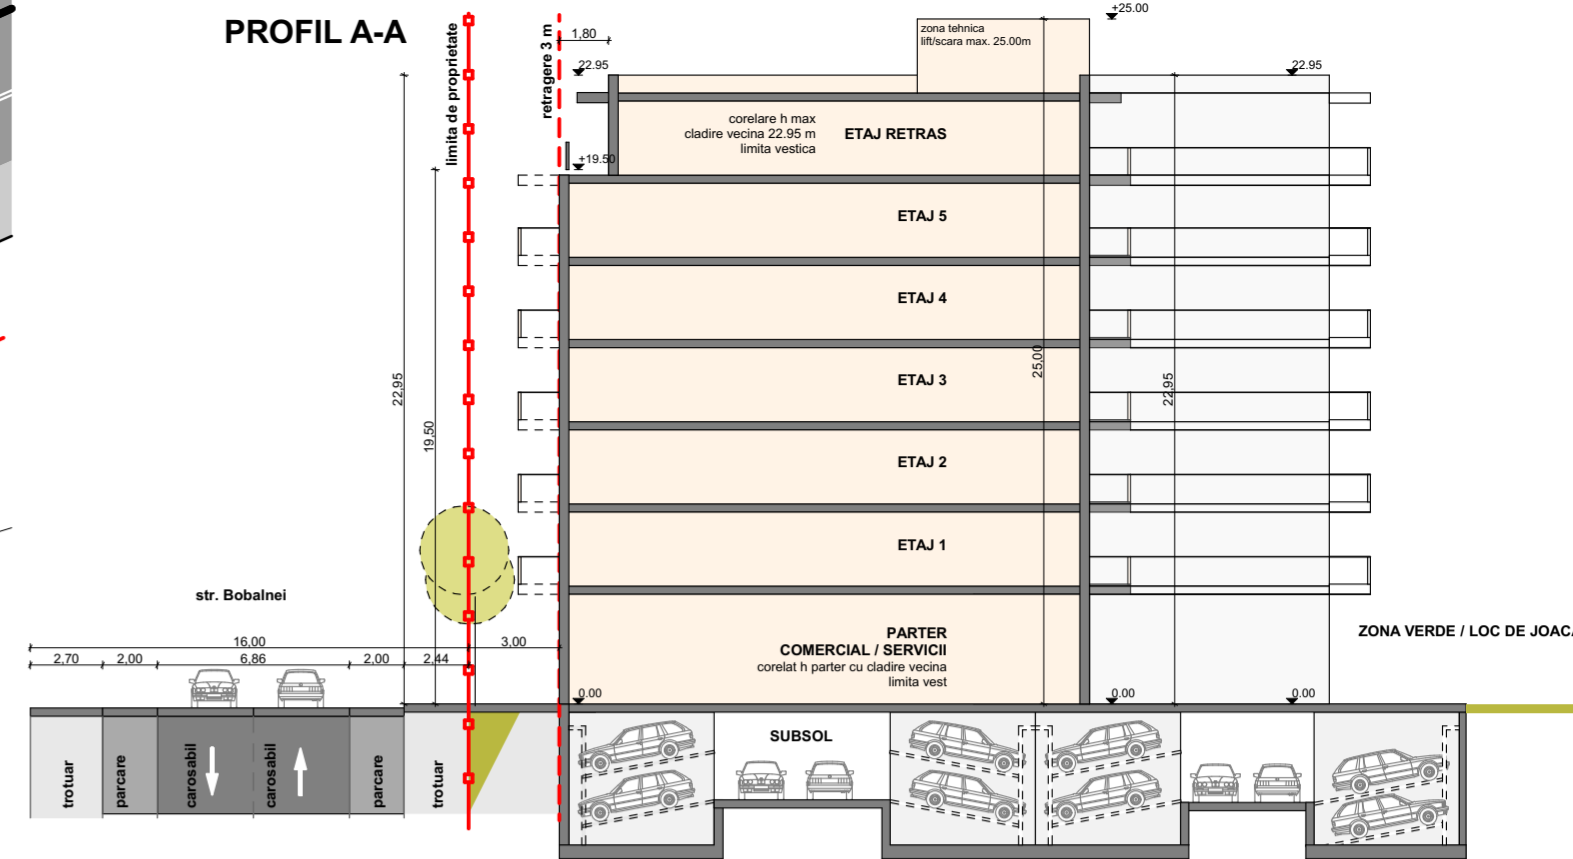 PROFIL A-A
limita de proprietate
retragere 3 m
1,80
+25.00
zona tehnica
lift/scara max. 25.00m
22.95
22.95
corelare h max
cladire vecina 22.95 m
limita vestica
ETAJ RETRAS
+19.50
ETAJ 5
ETAJ 4
ETAJ 3
ETAJ 2
ETAJ 1
22,95
19,50
25,00
22,95
str. Bobalnei
16,00
3,00
2,70
2,00
6,86
2,00
2,44
PARTER
COMERCIAL / SERVICII
corelat h parter cu cladire vecina
limita vest
ZONA VERDE / LOC DE JOACA
0.00
0.00
0.00
SUBSOL
trotuar
parcare
carosabil
carosabil
parcare
trotuar